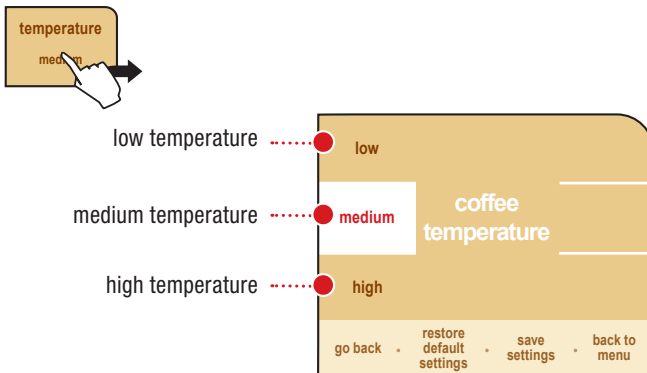 temperature
medium
low temperature
low
medium temperature
medium
coffee
temperature
high temperature
high
go back
restore
default
settings
save
settings
back to
menu